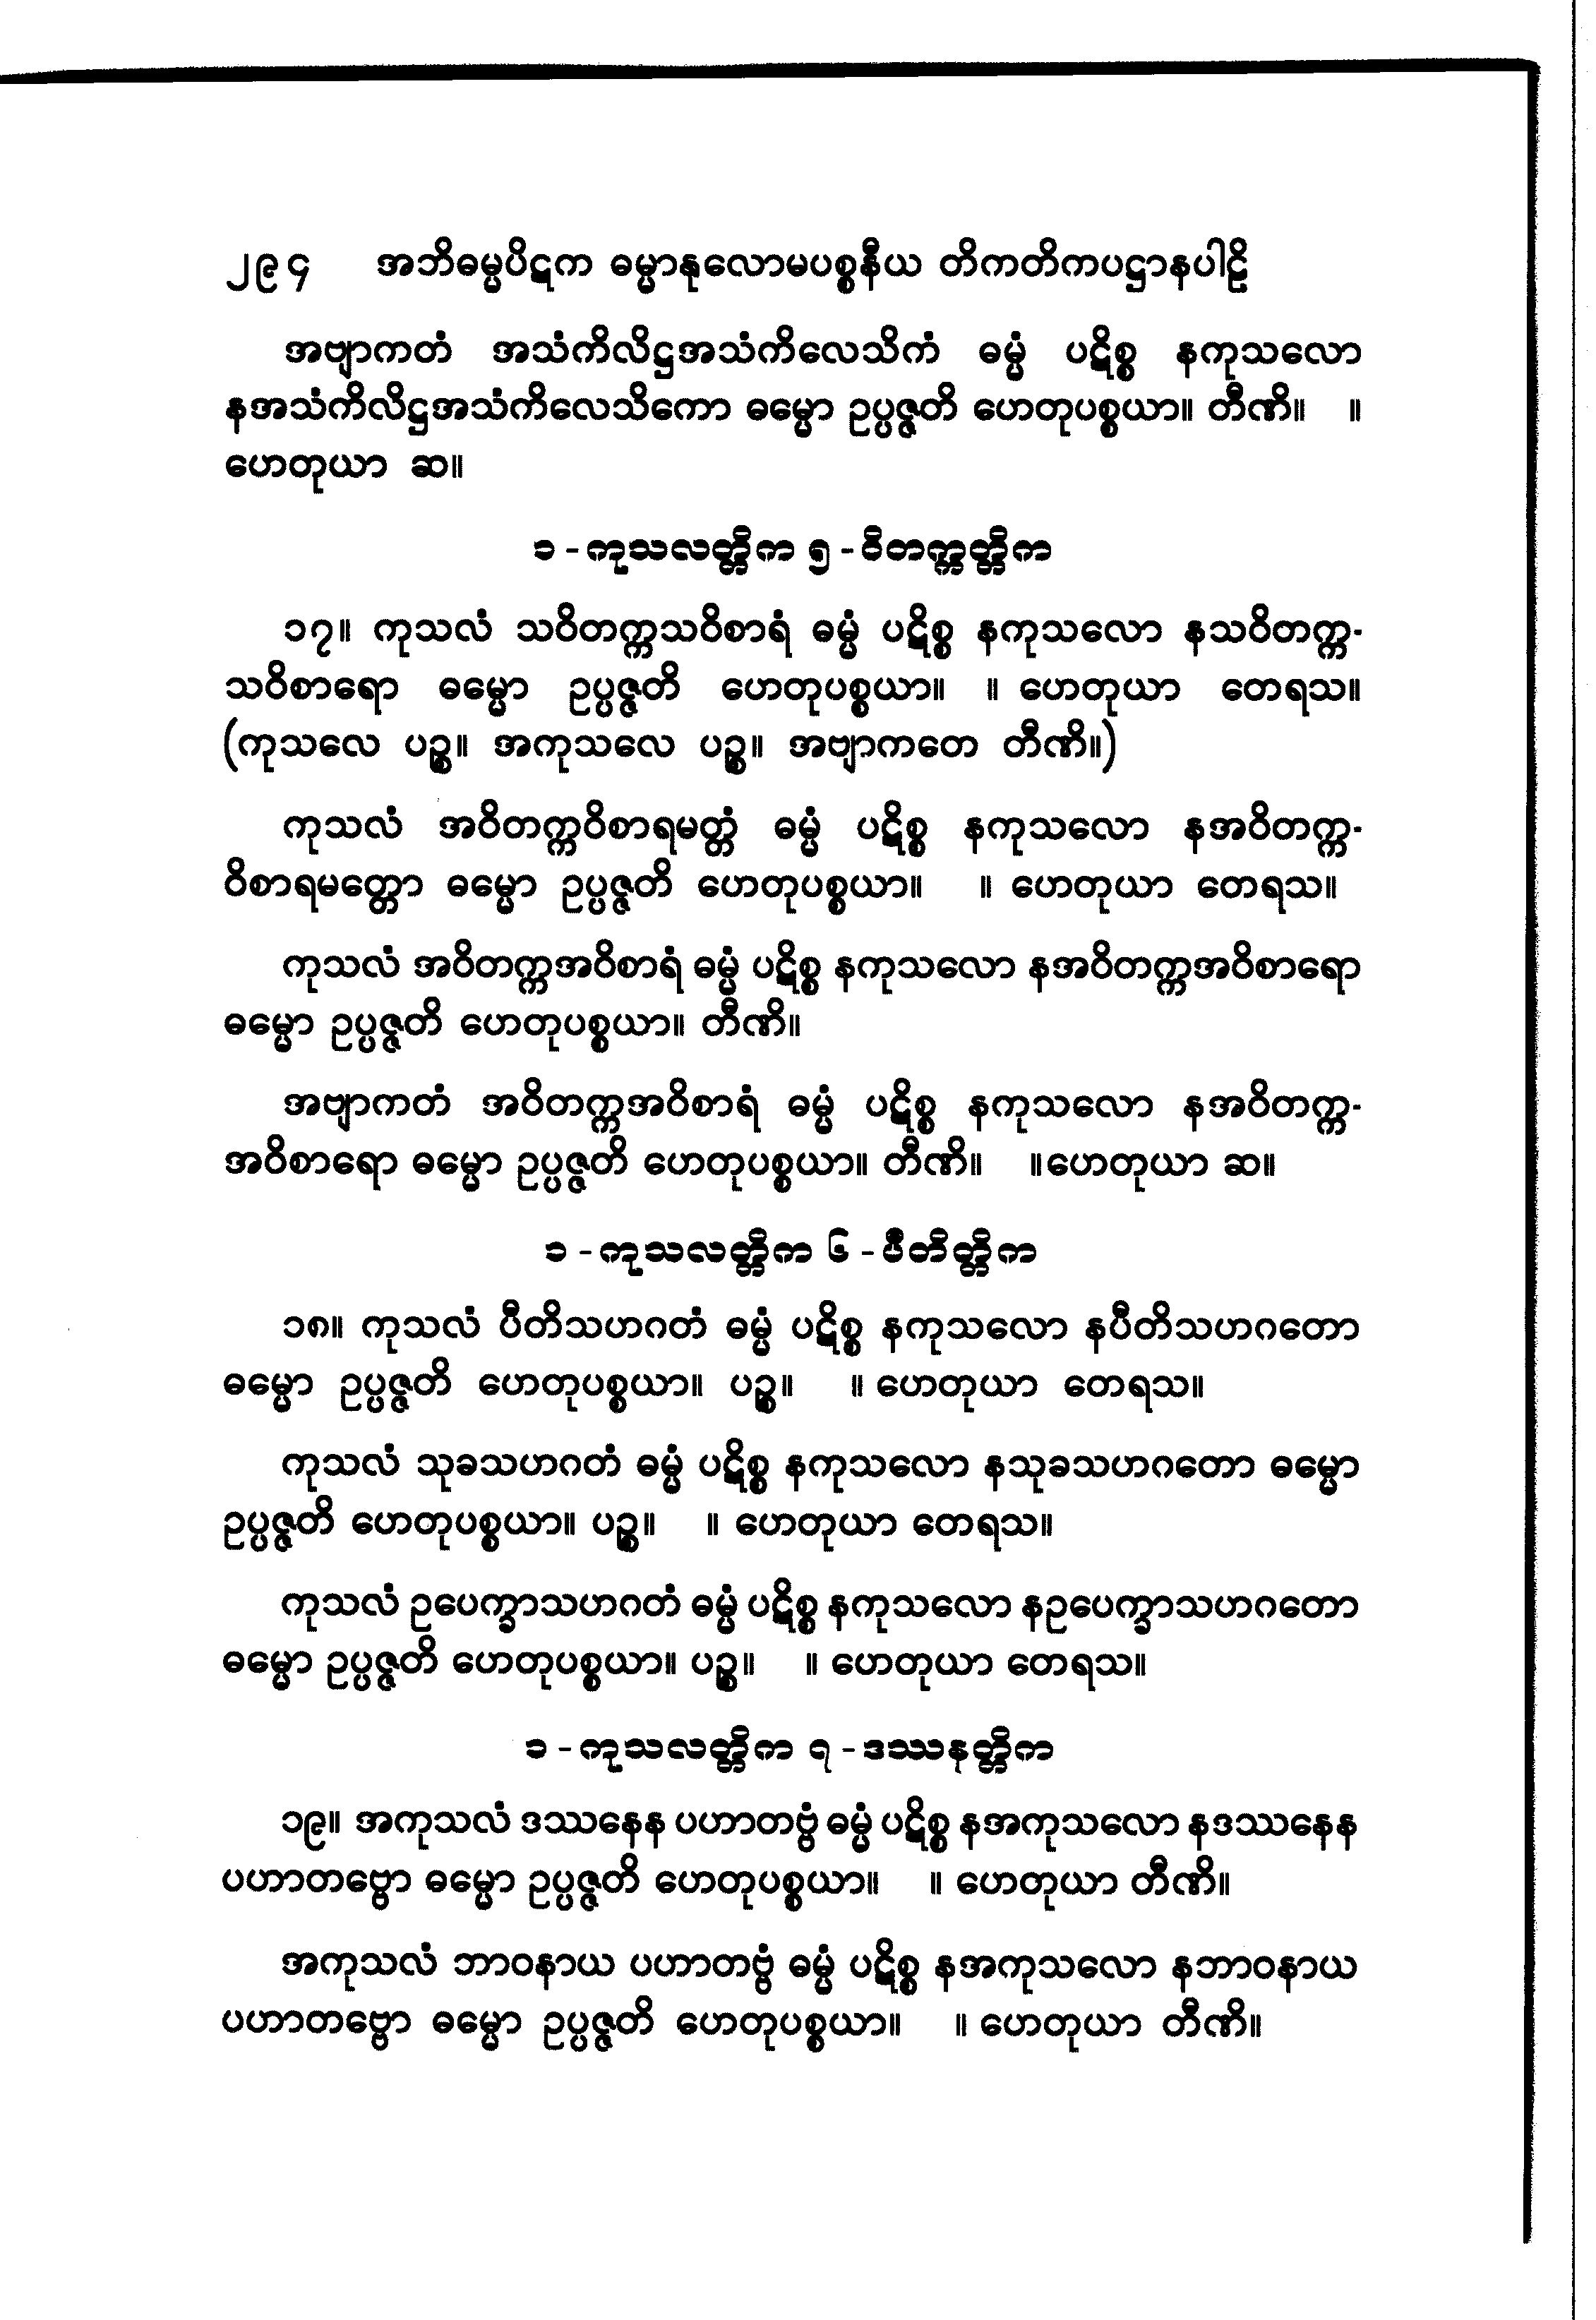 ၂၉၄ အဘိဓမ္မပိဋက ဓမ္မာနုလောမပစ္စနီယ တိကတိကပဋ္ဌာနပါဠိ
အဗျာကတံ အသံကိလိဋ္ဌအသံကိလေသိကံ ဓမ္မံ ပဋိစ္စ နကုသလော
နအသံကိလိဋ္ဌအသံကိလေသိကော ဓမ္မော ဥပ္ပဇ္ဇတိ ဟေတုပစ္စယာ။ တီဏိ။ ။
ဟေတုယာ ဆ။
၁ - ကုသလတ္တိက ၅ - ဝိတက္ကတ္တိက
၁၇။ ကုသလံ သဝိတက္ကသဝိစာရံ ဓမ္မံ ပဋိစ္စ နကုသလော နသဝိတက္က-
သဝိစာရော ဓမ္မော ဥပ္ပဇ္ဇတိ ဟေတုပစ္စယာ။ ။ ဟေတုယာ တေရသ။
(ကုသလေ ပဉ္စ။ အကုသလေ ပဉ္စ။ အဗျာကတေ တီဏိ။)
ကုသလံ အဝိတက္ကဝိစာရမတ္တံ ဓမ္မံ ပဋိစ္စ နကုသလော နအဝိတက္က-
ဝိစာရမတ္တော ဓမ္မော ဥပ္ပဇ္ဇတိ ဟေတုပစ္စယာ။ ။ ဟေတုယာ တေရသ။
ကုသလံ အဝိတက္ကအဝိစာရံ ဓမ္မံ ပဋိစ္စ နကုသလော နအဝိတက္ကအဝိစာရော
ဓမ္မော ဥပ္ပဇ္ဇတိ ဟေတုပစ္စယာ။ တီဏိ။
အဗျာကတံ အဝိတက္ကအဝိစာရံ ဓမ္မံ ပဋိစ္စ နကုသလော နအဝိတက္က-
အဝိစာရော ဓမ္မော ဥပ္ပဇ္ဇတိ ဟေတုပစ္စယာ။ တီဏိ။ ။ဟေတုယာ ဆ။
၁ - ကုသလတ္တိက ၆ - ပီတိတ္တိက
၁၈။ ကုသလံ ပီတိသဟဂတံ ဓမ္မံ ပဋိစ္စ နကုသလော နပီတိသဟဂတော
ဓမ္မော ဥပ္ပဇ္ဇတိ ဟေတုပစ္စယာ။ ပဉ္စ။ ။ ဟေတုယာ တေရသ။
ကုသလံ သုခသဟဂတံ ဓမ္မံ ပဋိစ္စ နကုသလော နသုခသဟဂတော ဓမ္မော
ဥပ္ပဇ္ဇတိ ဟေတုပစ္စယာ။ ပဉ္စ။ ။ ဟေတုယာ တေရသ။
ကုသလံ ဥပေက္ခာသဟဂတံ ဓမ္မံ ပဋိစ္စ နကုသလော နဥပေက္ခာသဟဂတော
ဓမ္မော ဥပ္ပဇ္ဇတိ ဟေတုပစ္စယာ။ ပဉ္စ။ ။ ဟေတုယာ တေရသ။
၁ - ကုသလတ္တိက ၇ - ဒဿနတ္တိက
၁၉။ အကုသလံ ဒဿနေန ပဟာတဗ္ဗံ ဓမ္မံ ပဋိစ္စ နအကုသလော နဒဿနေန
ပဟာတဗ္ဗော ဓမ္မော ဥပ္ပဇ္ဇတိ ဟေတုပစ္စယာ။ ။ ဟေတုယာ တီဏိ။
အကုသလံ ဘာဝနာယ ပဟာတဗ္ဗံ ဓမ္မံ ပဋိစ္စ နအကုသလော နဘာဝနာယ
ပဟာတဗ္ဗော ဓမ္မော ဥပ္ပဇ္ဇတိ ဟေတုပစ္စယာ။ ။ ဟေတုယာ တီဏိ။